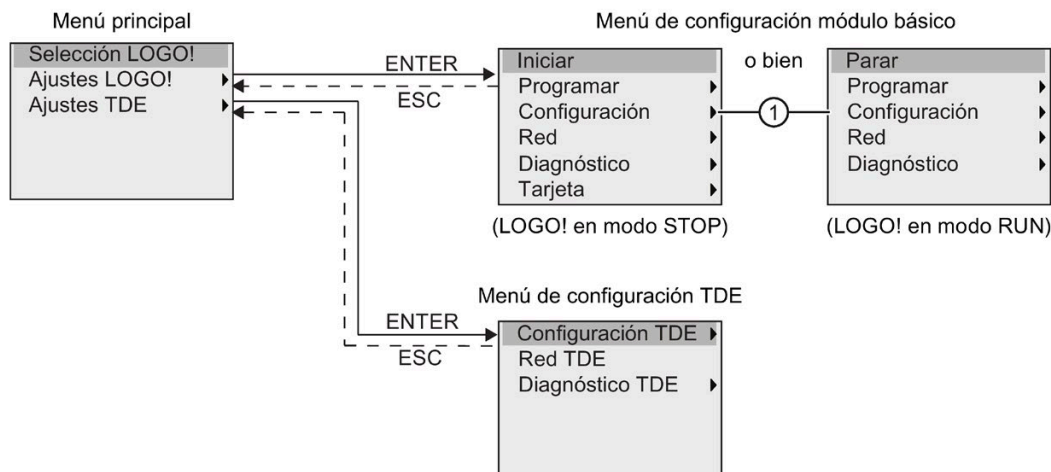 Menú principal
Selección LOGO!
Ajustes LOGO!
Ajustes TDE
ENTER
ESC
Menú de configuración módulo básico
Iniciar
Programar
Configuración
Red
Diagnóstico
Tarjeta
(LOGO! en modo STOP)
o bien
1
Parar
Programar
Configuración
Red
Diagnóstico
(LOGO! en modo RUN)
Menú de configuración TDE
ENTER
ESC
Configuración TDE
Red TDE
Diagnóstico TDE